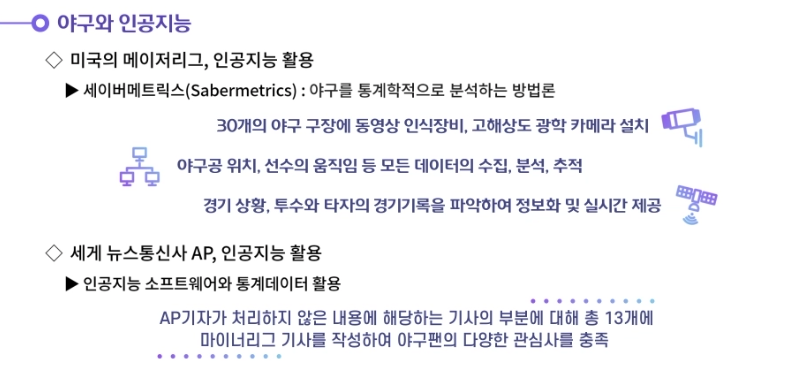 야구와 인공지능
◇ 미국의 메이저리그, 인공지능 활용
▶ 세이버메트릭스(Sabermetrics) : 야구를 통계학적으로 분석하는 방법론
30개의 야구 구장에 동영상 인식장비, 고해상도 광학 카메라 설치
야구공 위치, 선수의 움직임 등 모든 데이터의 수집, 분석, 추적
경기 상황, 투수와 타자의 경기기록을 파악하여 정보화 및 실시간 제공
◇ 세게 뉴스통신사 AP, 인공지능 활용
▶ 인공지능 소프트웨어와 통계데이터 활용
AP기자가 처리하지 않은 내용에 해당하는 기사의 부분에 대해 총 13개에
마이너리그 기사를 작성하여 야구팬의 다양한 관심사를 충족